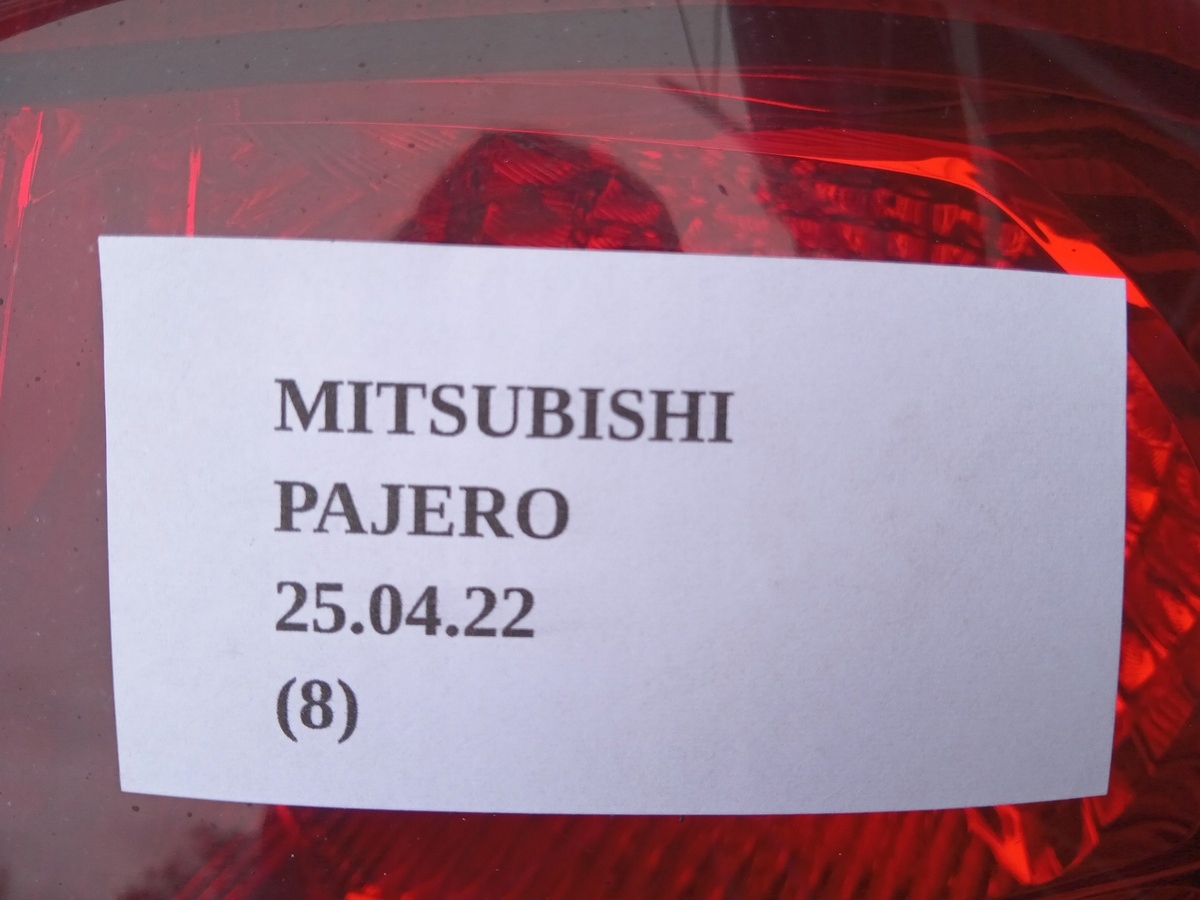 MITSUBISHI
PAJERO
25.04.22
(8)